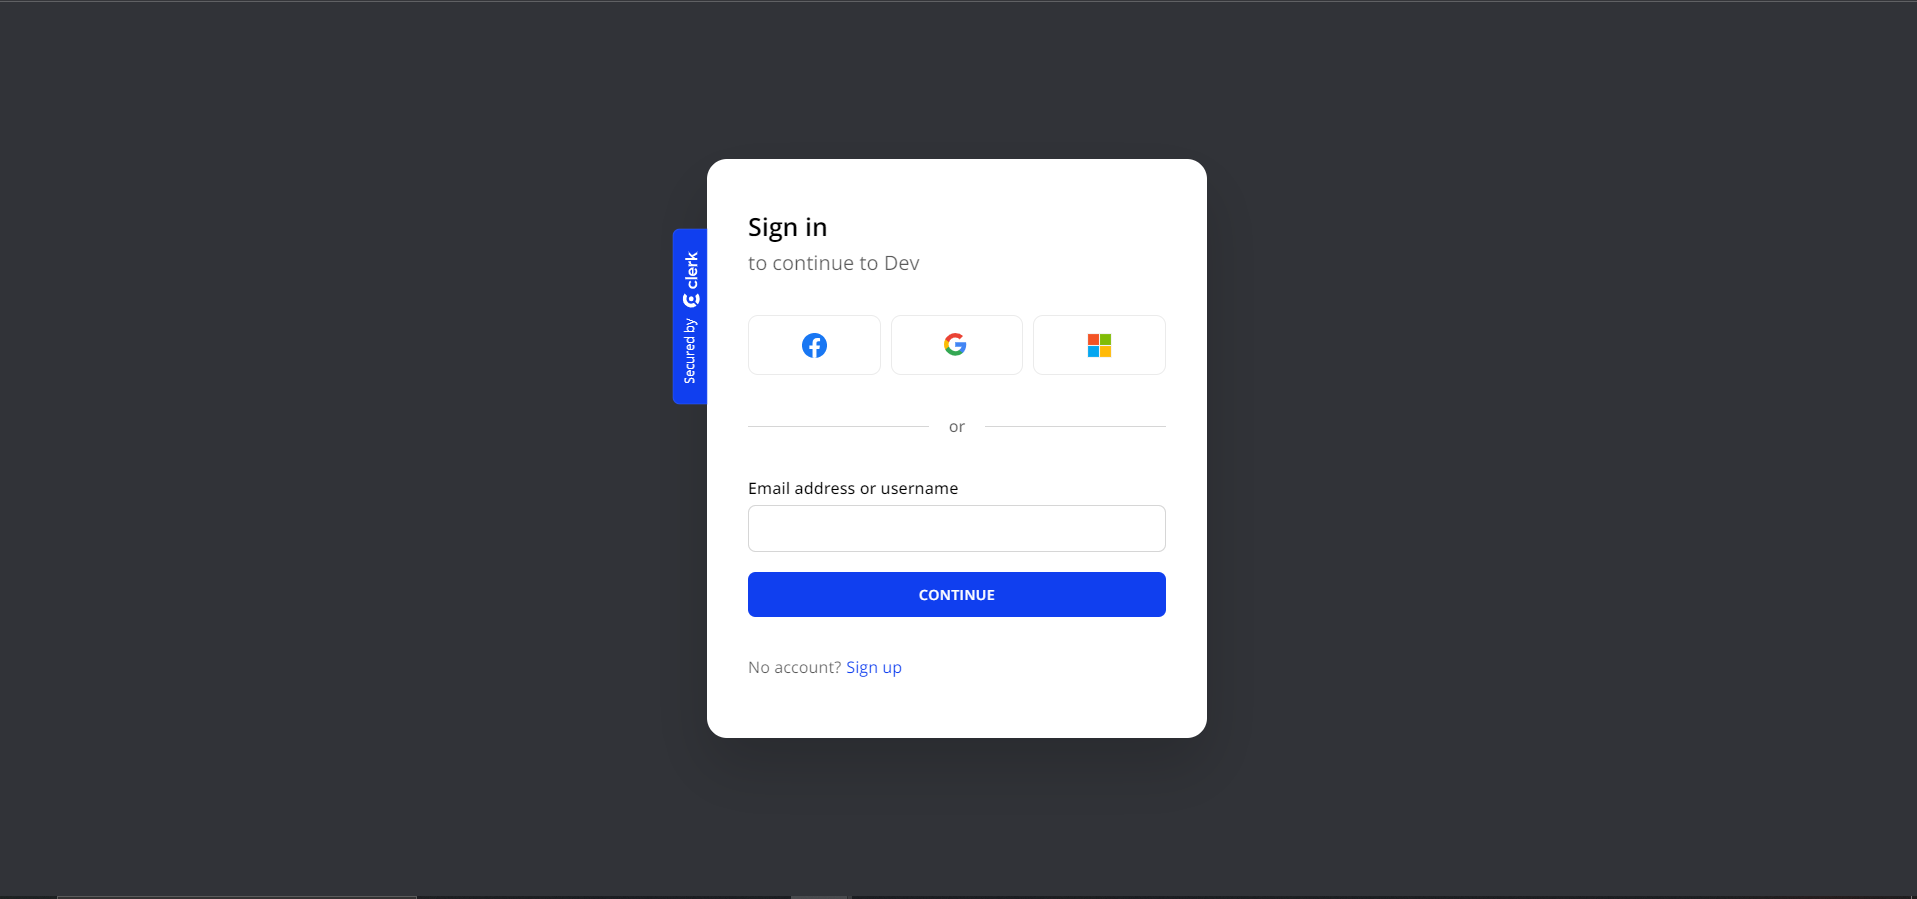 Sign in
to continue to Dev
Secured by clerk
or
Email address or username
CONTINUE
No account? Sign up